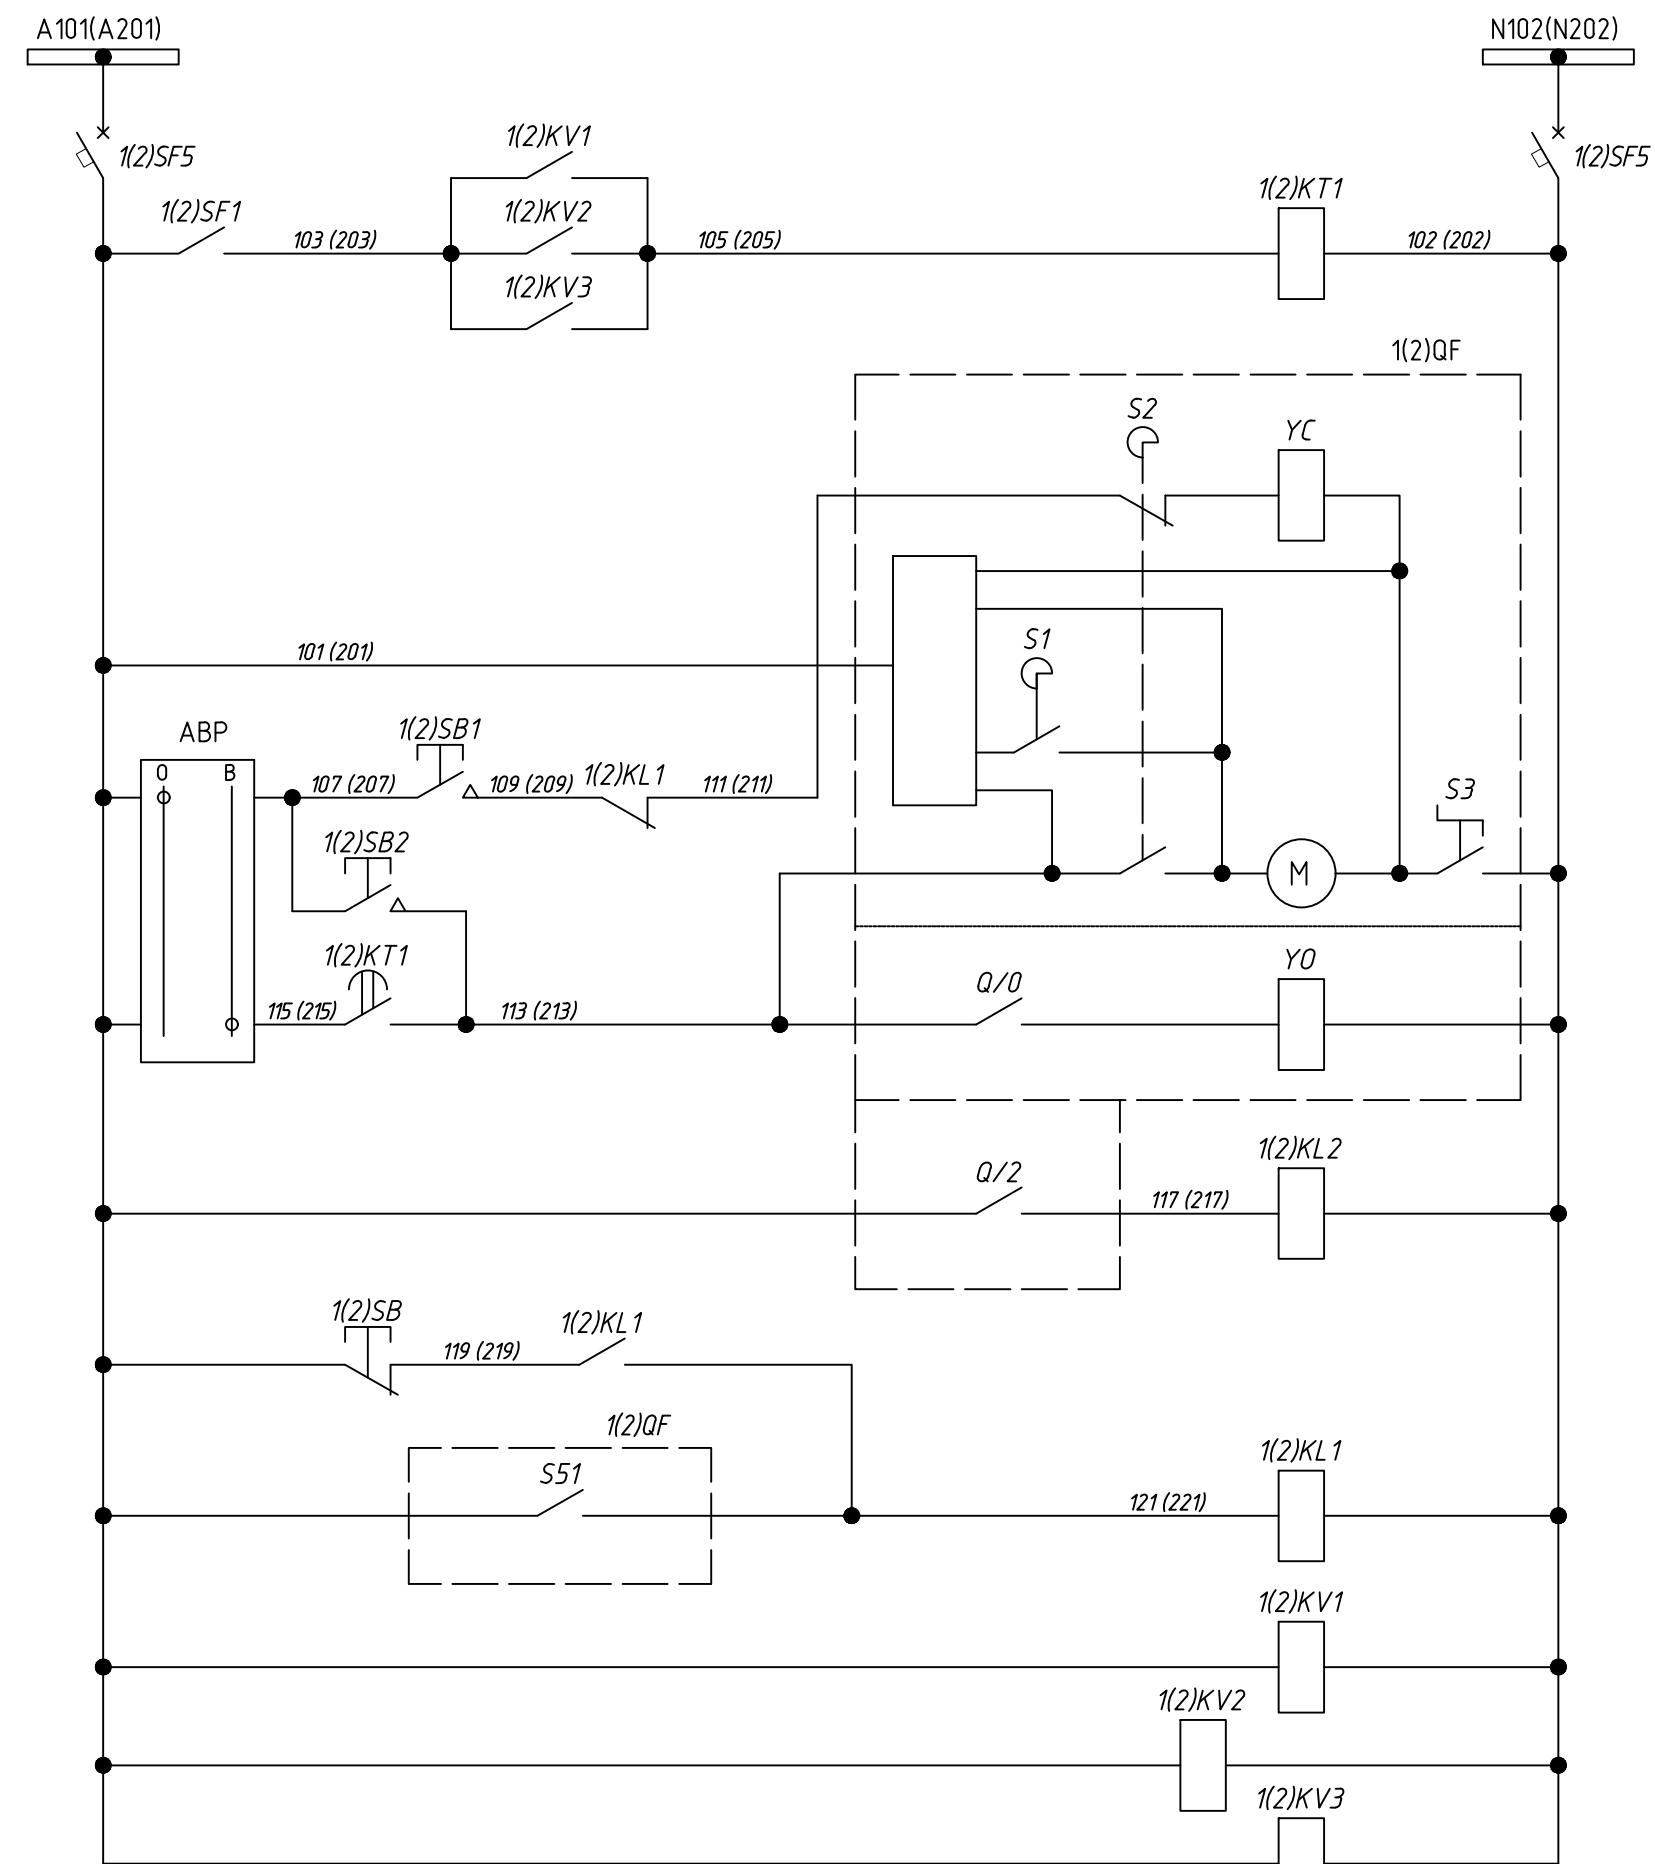 A101(A201)
N102(N202)
1(2)SF5
1(2)SF5
1(2)KV1
1(2)SF1
1(2)KV2
1(2)KT1
103 (203)
105 (205)
102 (202)
1(2)KV3
1(2)QF
S2
YC
S1
101 (201)
АВР
1(2)SB1
О
В
107 (207)
109 (209)
1(2)KL1
111 (211)
S3
1(2)SB2
M
1(2)KT1
YO
Q/0
115 (215)
113 (213)
1(2)KL2
Q/2
117 (217)
1(2)SB
119 (219)
1(2)KL1
1(2)QF
S51
1(2)KL1
121 (221)
1(2)KV1
1(2)KV2
1(2)KV3